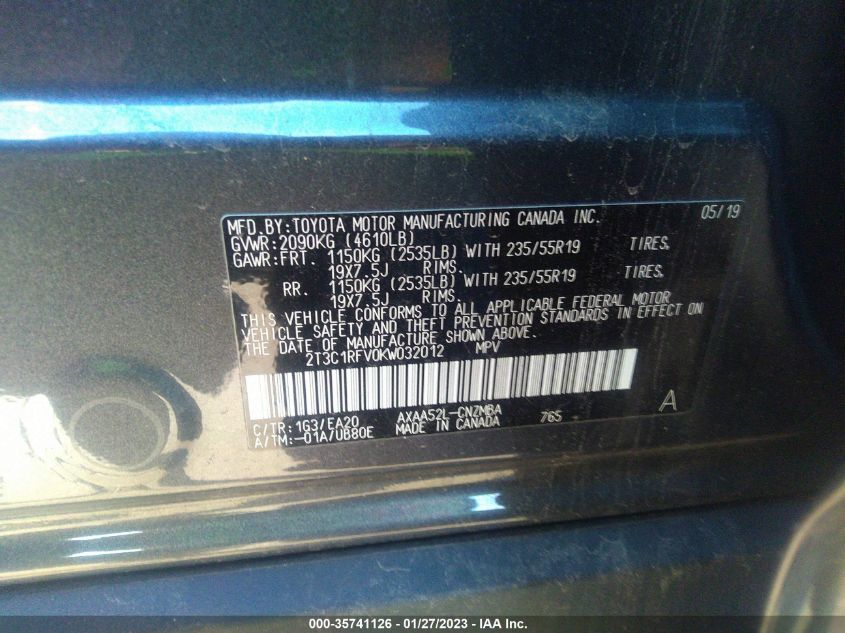 MFD.BY:TOYOTA MOTOR MANUFACTURING CANADA INC. 05/19
GVWR:2090KG (4610LB)
GAWR:FRT. 1150KG (2535LB) WITH 235/55R19 TIRES.
19X7.5J RIMS.
RR. 1150KG (2535LB) WITH 235/55R19 TIRES.
19X7.5J RIMS.
THIS VEHICLE CONFORMS TO ALL APPLICABLE FEDERAL MOTOR
VEHICLE SAFETY AND THEFT PREVENTION STANDARDS IN EFFECT ON
THE DATE OF MANUFACTURE SHOWN ABOVE.
2T3C1RFV0KW032012 MPV
C/TR:1G3/EA20 AXAA52L-CNZMBA 765 A
A/TM:-01A/UB80E MADE IN CANADA
000-35741126 - 01/27/2023 - IAA Inc.